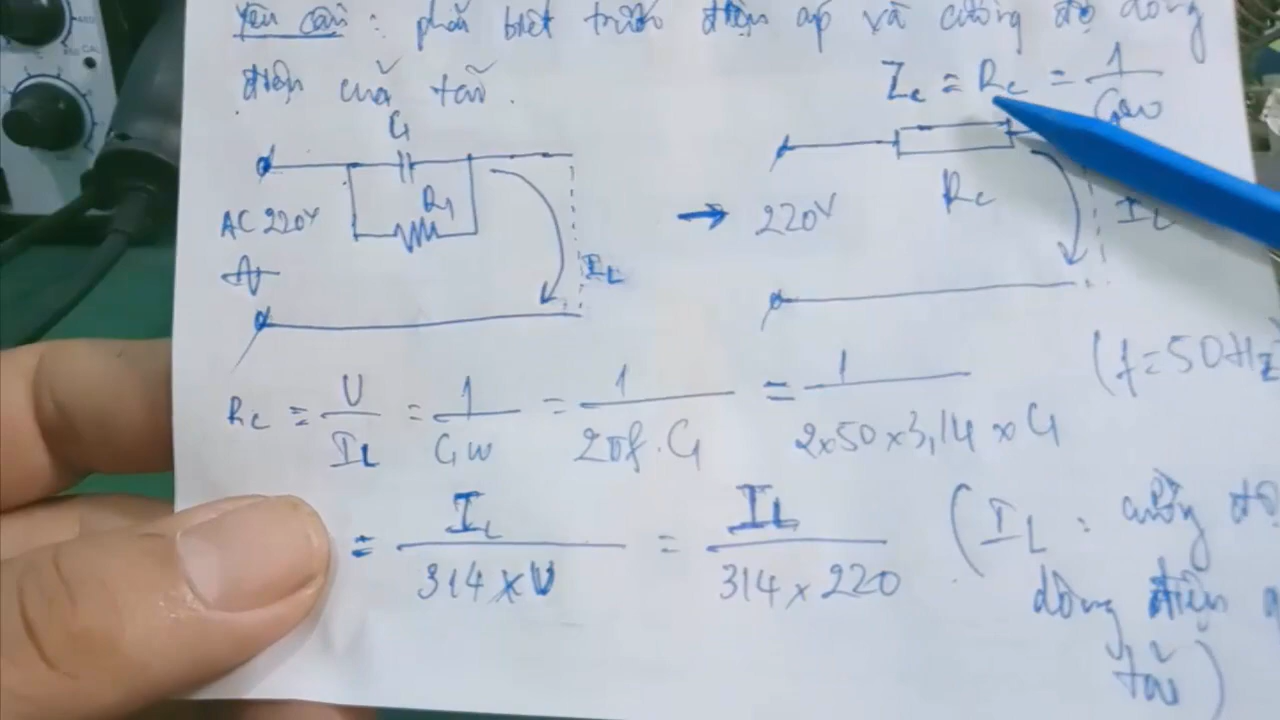 Yêu cầu : phải biết trước điện áp và cường độ dòng
điện của tải.
Zc = Rc = 1/(C₁ω)
C₁
R₁
AC 220V
IL
→ 220V
Rc
IL
Rc = U/IL = 1/(C₁ω) = 1/(2πf.C₁) = 1/(2x50x3,14xC₁)
(f=50Hz)
= IL/(314xU) = IL/(314x220)
(IL : cường độ
dòng điện
tải)